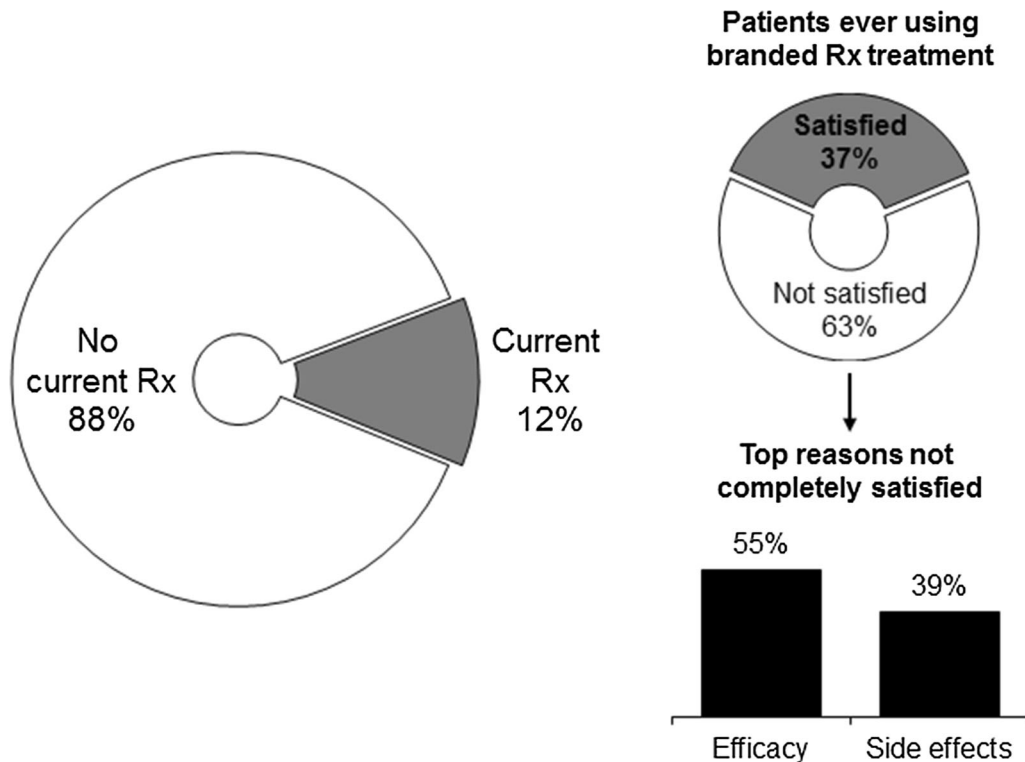 No
current Rx
88%
Current
Rx
12%
Patients ever using
branded Rx treatment
Satisfied
37%
Not satisfied
63%
Top reasons not
completely satisfied
55%
39%
Efficacy
Side effects